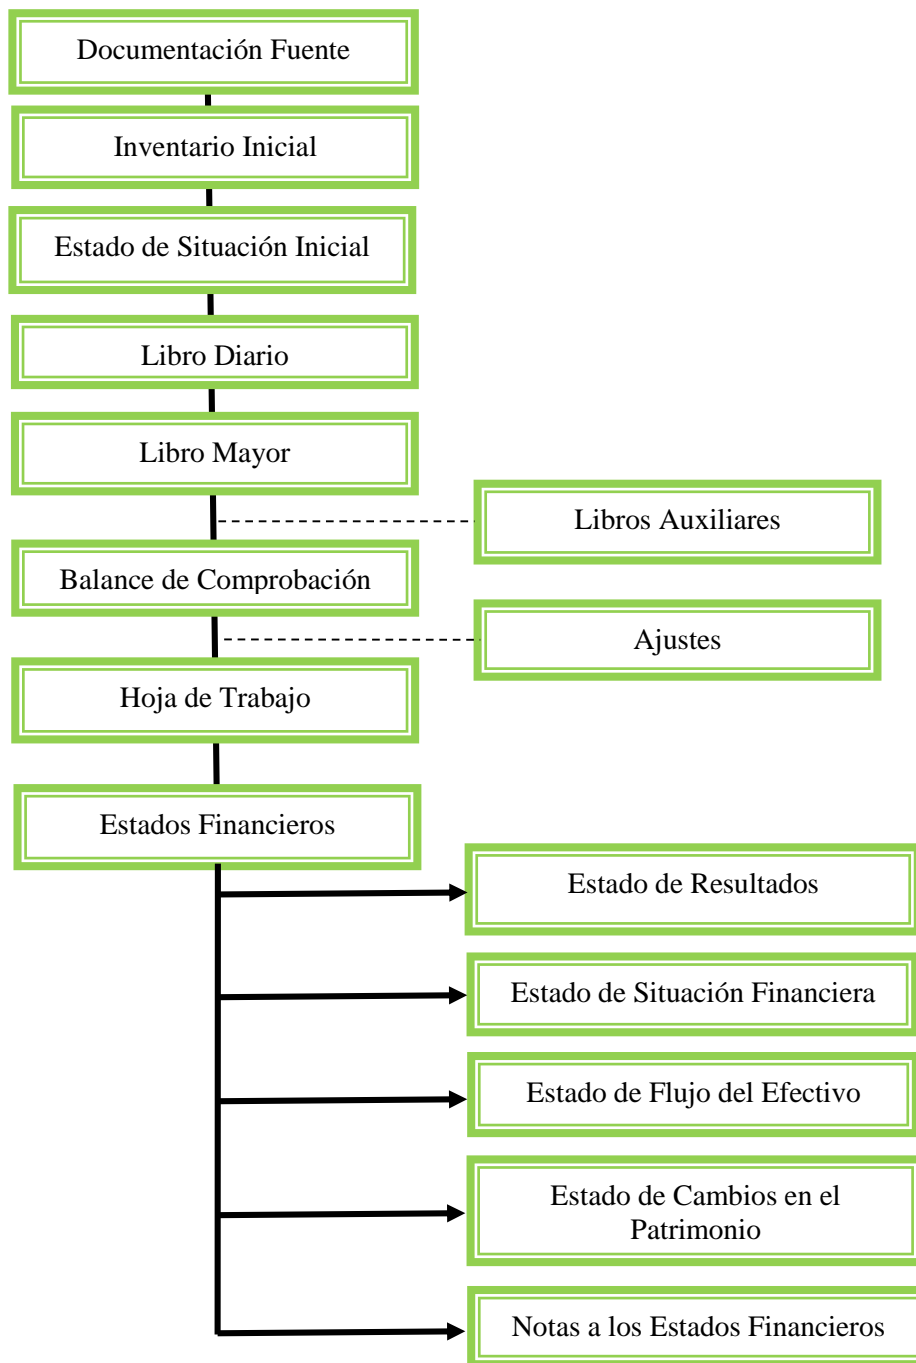 Documentación Fuente
Inventario Inicial
Estado de Situación Inicial
Libro Diario
Libro Mayor
Libros Auxiliares
Balance de Comprobación
Ajustes
Hoja de Trabajo
Estados Financieros
Estado de Resultados
Estado de Situación Financiera
Estado de Flujo del Efectivo
Estado de Cambios en el
Patrimonio
Notas a los Estados Financieros